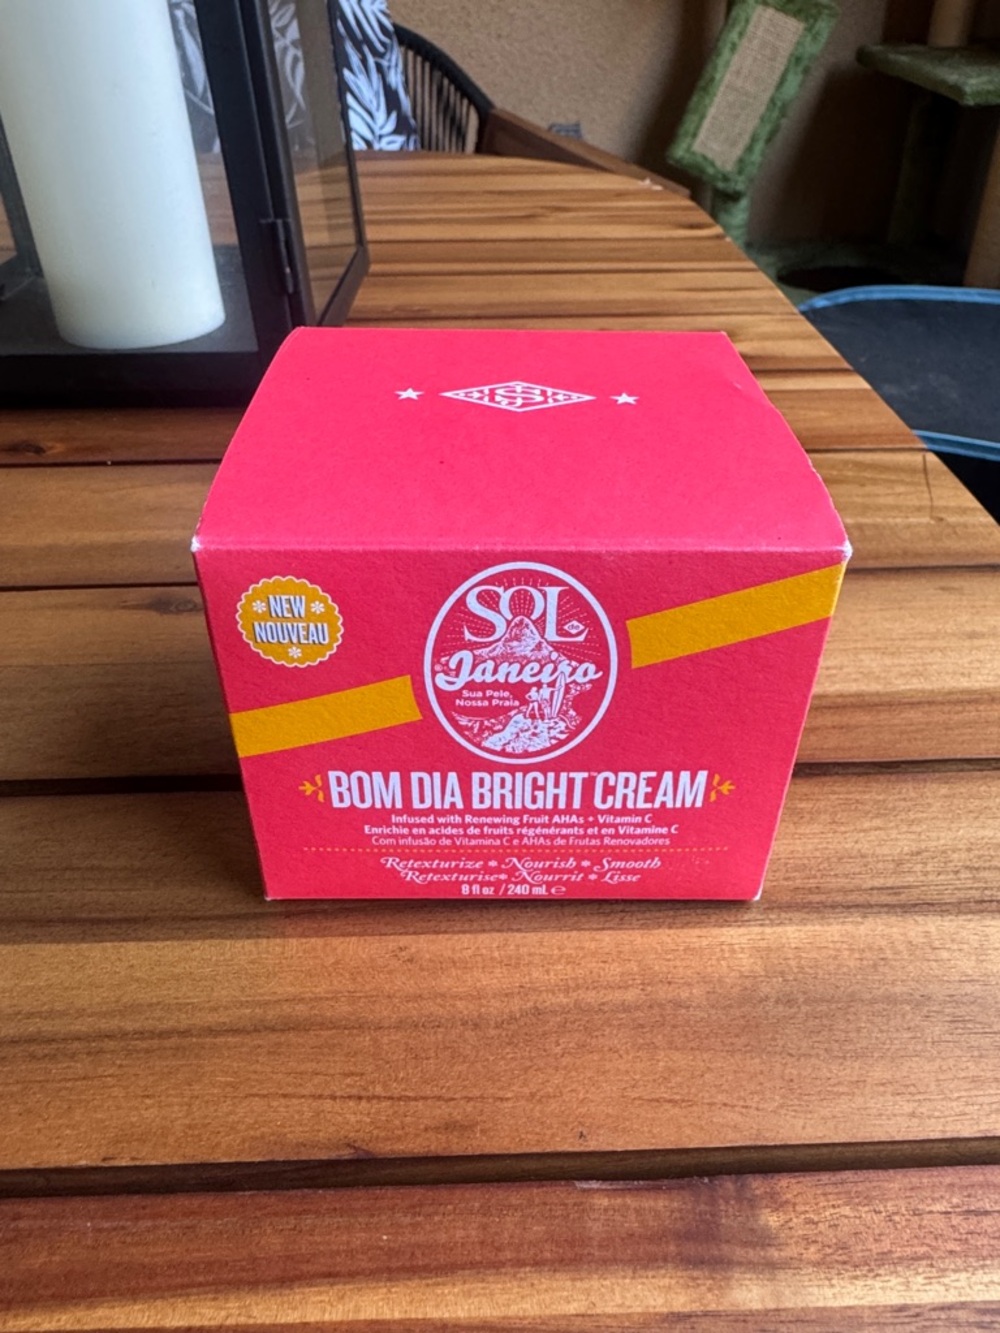 SJ
NEW
NOUVEAU
SOL
de
Janeiro
Sua Pele,
Nossa Praia
BOM DIA BRIGHT™ CREAM
Infused with Renewing Fruit AHAs + Vitamin C
Enrichie en acides de fruits régénérants et en Vitamine C
Com infusão de Vitamina C e AHAs de Frutas Renovadores
Retexturize * Nourish * Smooth
Retexturise * Nourrit * Lisse
8 fl oz / 240 mL ℮